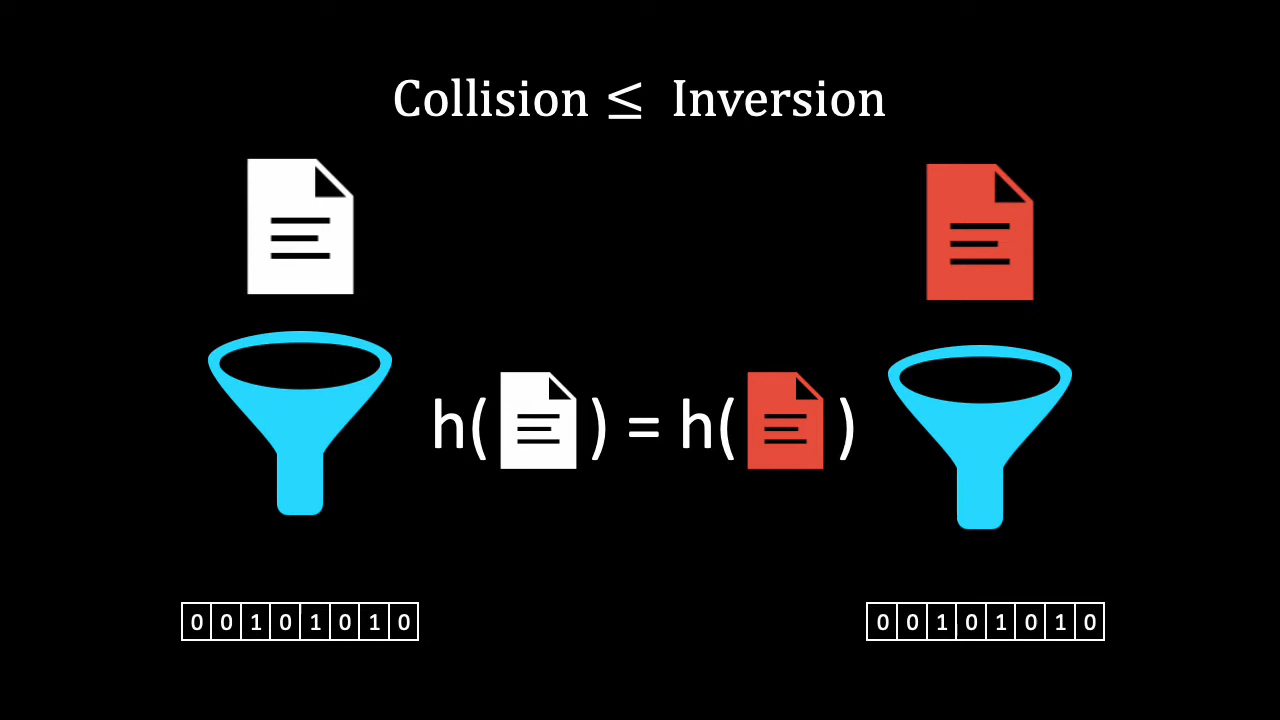 Collision ≤ Inversion
h( ) = h( )
0 0 1 0 1 0 1 0
0 0 1 0 1 0 1 0